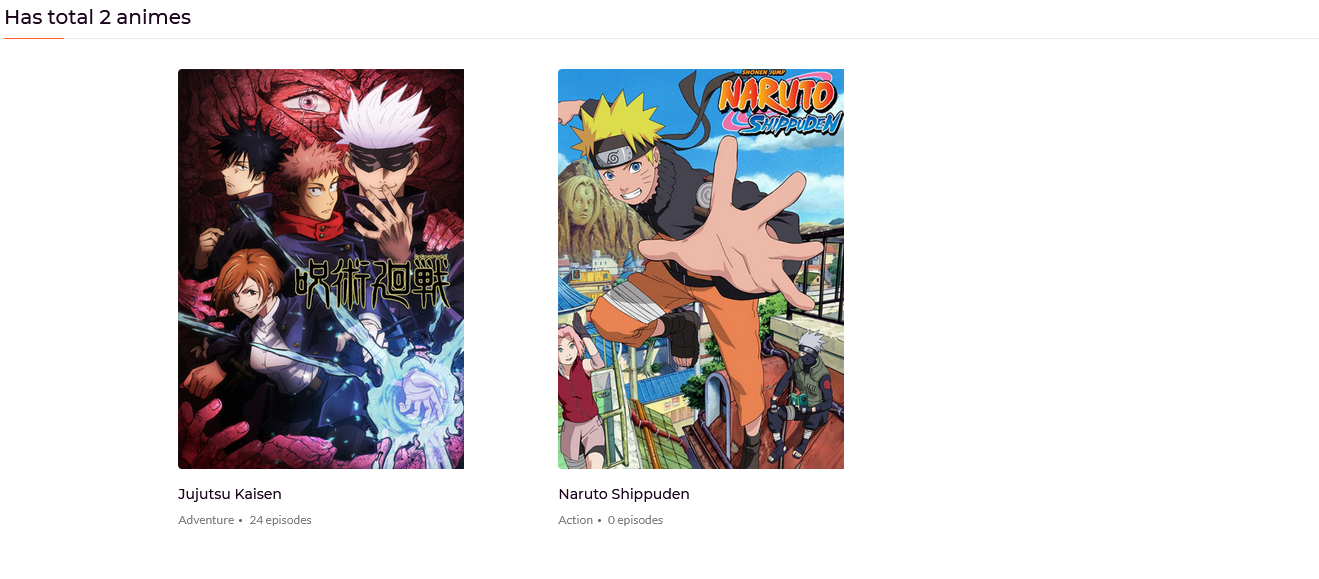 Has total 2 animes
呪術廻戦
SHONEN JUMP
NARUTO
SHIPPUDEN
Jujutsu Kaisen
Adventure • 24 episodes
Naruto Shippuden
Action • 0 episodes